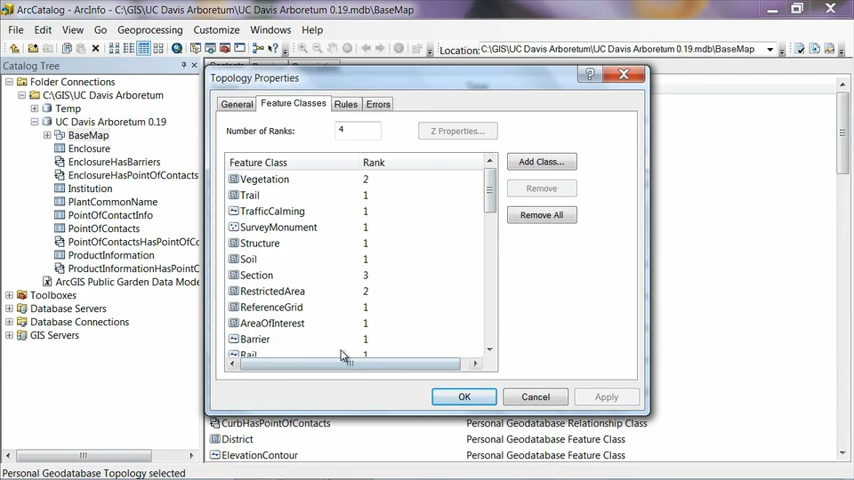 ArcCatalog - ArcInfo - C:\GIS\UC Davis Arboretum\UC Davis Arboretum 0.19.mdb\BaseMap
File Edit View Go Geoprocessing Customize Windows Help
Location: C:\GIS\UC Davis Arboretum\UC Davis Arboretum 0.19.mdb\BaseMap
Catalog Tree
Folder Connections
C:\GIS\UC Davis Arboretum
Temp
UC Davis Arboretum 0.19
BaseMap
Enclosure
EnclosureHasBarriers
EnclosureHasPointOfContacts
Institution
PlantCommonName
PointOfContactInfo
PointOfContacts
PointOfContactsHasPointOfCo
ProductInformation
ProductInformationHasPointC
ArcGIS Public Garden Data Mode
Toolboxes
Database Servers
Database Connections
GIS Servers
Topology Properties
General Feature Classes Rules Errors
Number of Ranks: 4 Z Properties...
Feature Class Rank
Vegetation 2
Trail 1
TrafficCalming 1
SurveyMonument 1
Structure 1
Soil 1
Section 3
RestrictedArea 2
ReferenceGrid 1
AreaOfInterest 1
Barrier 1
Rail 1
Add Class...
Remove
Remove All
OK Cancel Apply
CurbHasPointOfContacts Personal Geodatabase Relationship Class
District Personal Geodatabase Feature Class
ElevationContour Personal Geodatabase Feature Class
Personal Geodatabase Topology selected